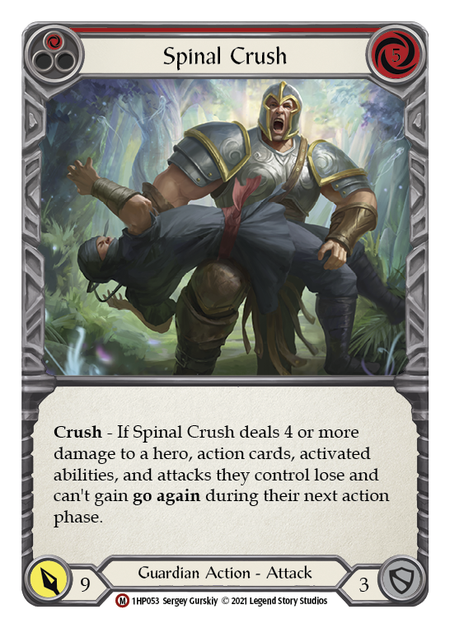 Spinal Crush
5
Crush - If Spinal Crush deals 4 or more
damage to a hero, action cards, activated
abilities, and attacks they control lose and
can't gain go again during their next action
phase.
9
Guardian Action - Attack
3
M 1HP053 Sergey Gurskiy © 2021 Legend Story Studios